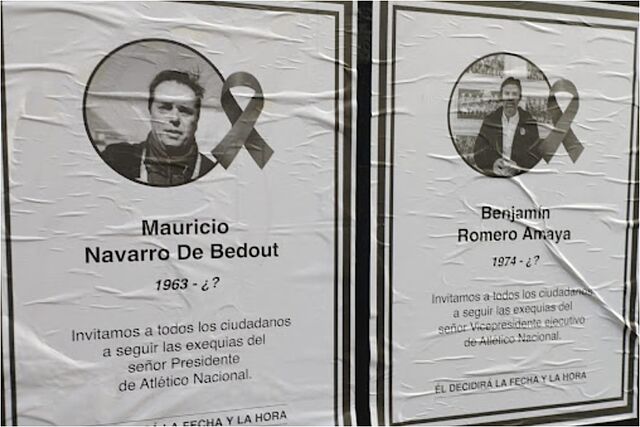 Mauricio
Navarro De Bedout
1963 - ¿?
Invitamos a todos los ciudadanos
a seguir las exequias del
señor Presidente
de Atlético Nacional.
LA FECHA Y LA HORA
Benjamín
Romero Amaya
1974 - ¿?
Invitamos a todos los ciudadanos
a seguir las exequias del
señor Vicepresidente ejecutivo
de Atlético Nacional.
ÉL DECIDIRÁ LA FECHA Y LA HORA